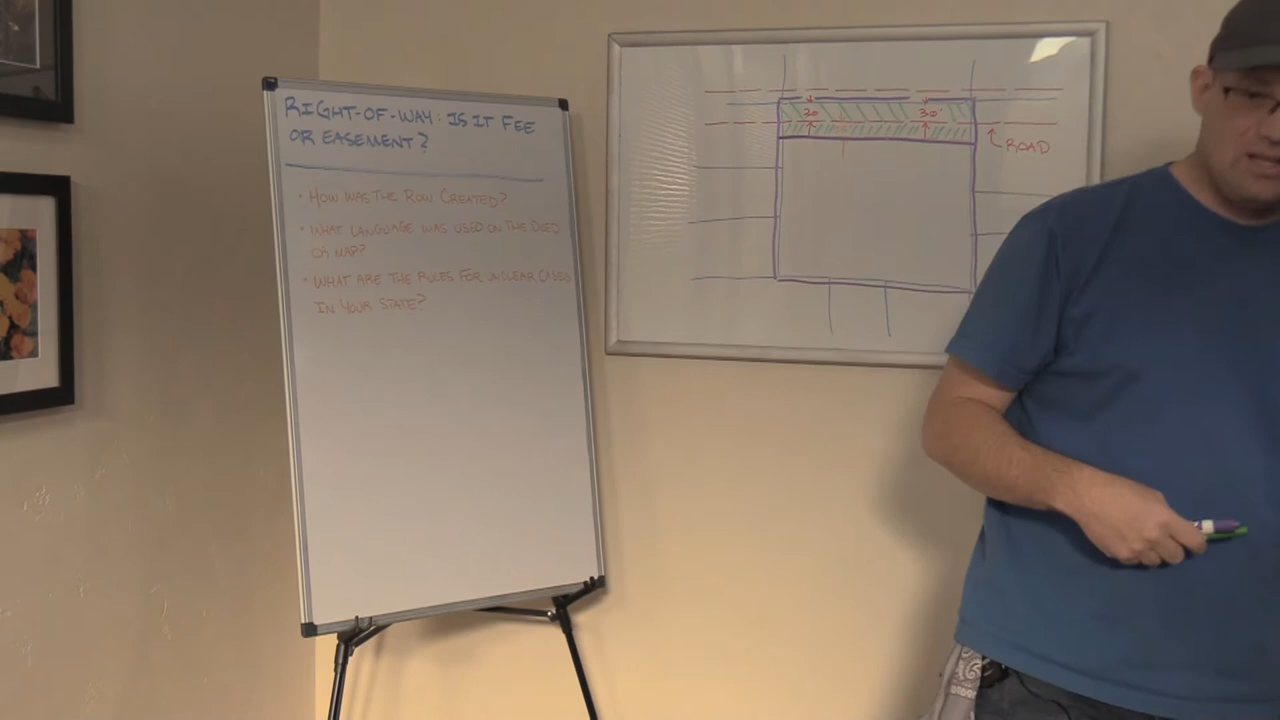 RIGHT-OF-WAY: IS IT FEE
OR EASEMENT?
• HOW WAS THE ROW CREATED?
• WHAT LANGUAGE WAS USED ON THE DEED
OR MAP?
• WHAT ARE THE RULES FOR UNCLEAR CASES
IN YOUR STATE?
30' 30'
ROAD